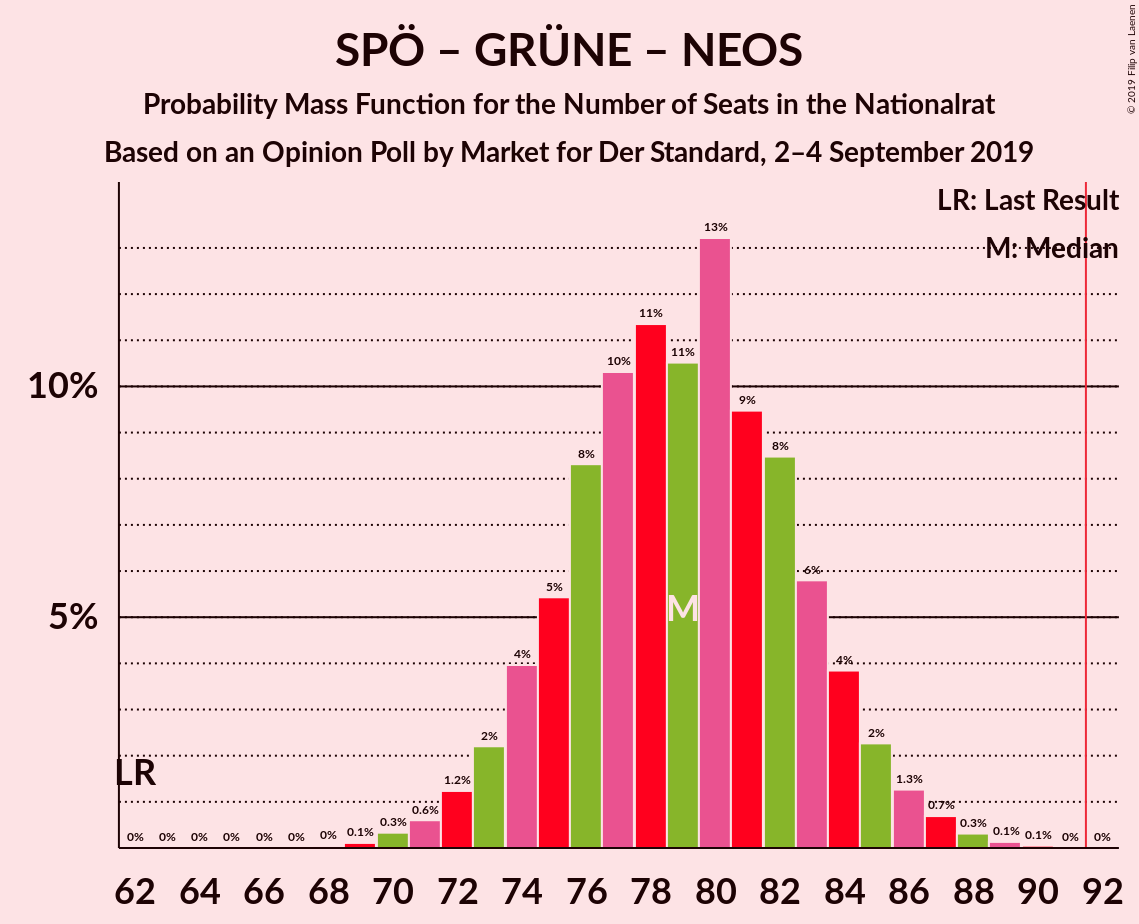 SPÖ – GRÜNE – NEOS
Probability Mass Function for the Number of Seats in the Nationalrat
Based on an Opinion Poll by Market for Der Standard, 2–4 September 2019
© 2019 Filip van Laenen
LR: Last Result
M: Median
10%
5%
0% 0% 0% 0% 0% 0% 0% 0.1% 0.3% 0.6% 1.2% 2% 4% 5% 8% 10% 11% 11% 13% 9% 8% 6% 4% 2% 1.3% 0.7% 0.3% 0.1% 0.1% 0% 0%
M
LR
62 64 66 68 70 72 74 76 78 80 82 84 86 88 90 92